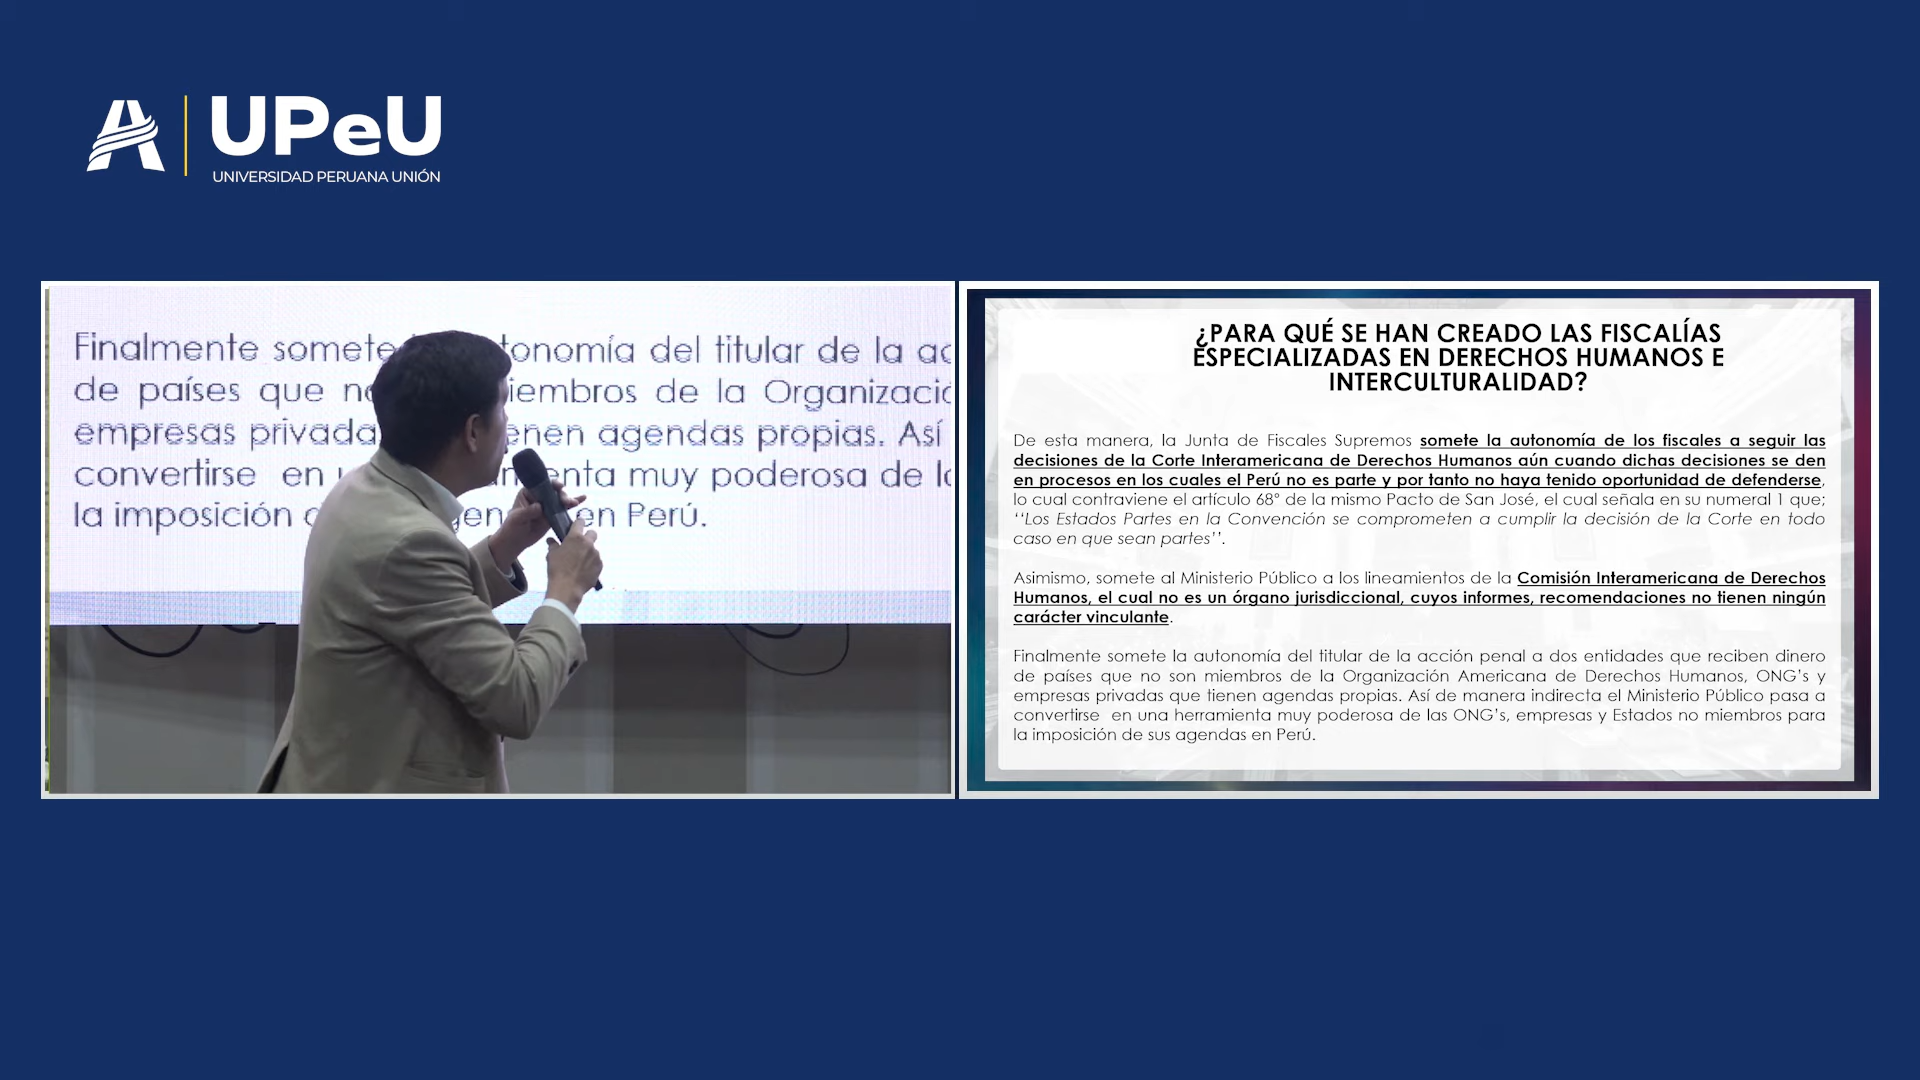 UPeU
UNIVERSIDAD PERUANA UNIÓN
Finalmente somete tonomía del titular de la
de países que iembros de la
empresas privada enen agendas propias. Así
convertirse en enta muy poderosa de
la imposición en Perú.
¿PARA QUÉ SE HAN CREADO LAS FISCALÍAS
ESPECIALIZADAS EN DERECHOS HUMANOS E
INTERCULTURALIDAD?
De esta manera, la Junta de Fiscales Supremos somete la autonomía de los fiscales a seguir las
decisiones de la Corte Interamericana de Derechos Humanos aún cuando dichas decisiones se den
en procesos en los cuales el Perú no es parte y por tanto no haya tenido oportunidad de defenderse,
lo cual contraviene el artículo 68° de la mismo Pacto de San José, el cual señala en su numeral 1 que;
‘‘Los Estados Partes en la Convención se comprometen a cumplir la decisión de la Corte en todo
caso en que sean partes’’.
Asimismo, somete al Ministerio Público a los lineamientos de la Comisión Interamericana de Derechos
Humanos, el cual no es un órgano jurisdiccional, cuyos informes, recomendaciones no tienen ningún
carácter vinculante.
Finalmente somete la autonomía del titular de la acción penal a dos entidades que reciben dinero
de países que no son miembros de la Organización Americana de Derechos Humanos, ONG’s y
empresas privadas que tienen agendas propias. Así de manera indirecta el Ministerio Público pasa a
convertirse en una herramienta muy poderosa de las ONG’s, empresas y Estados no miembros para
la imposición de sus agendas en Perú.